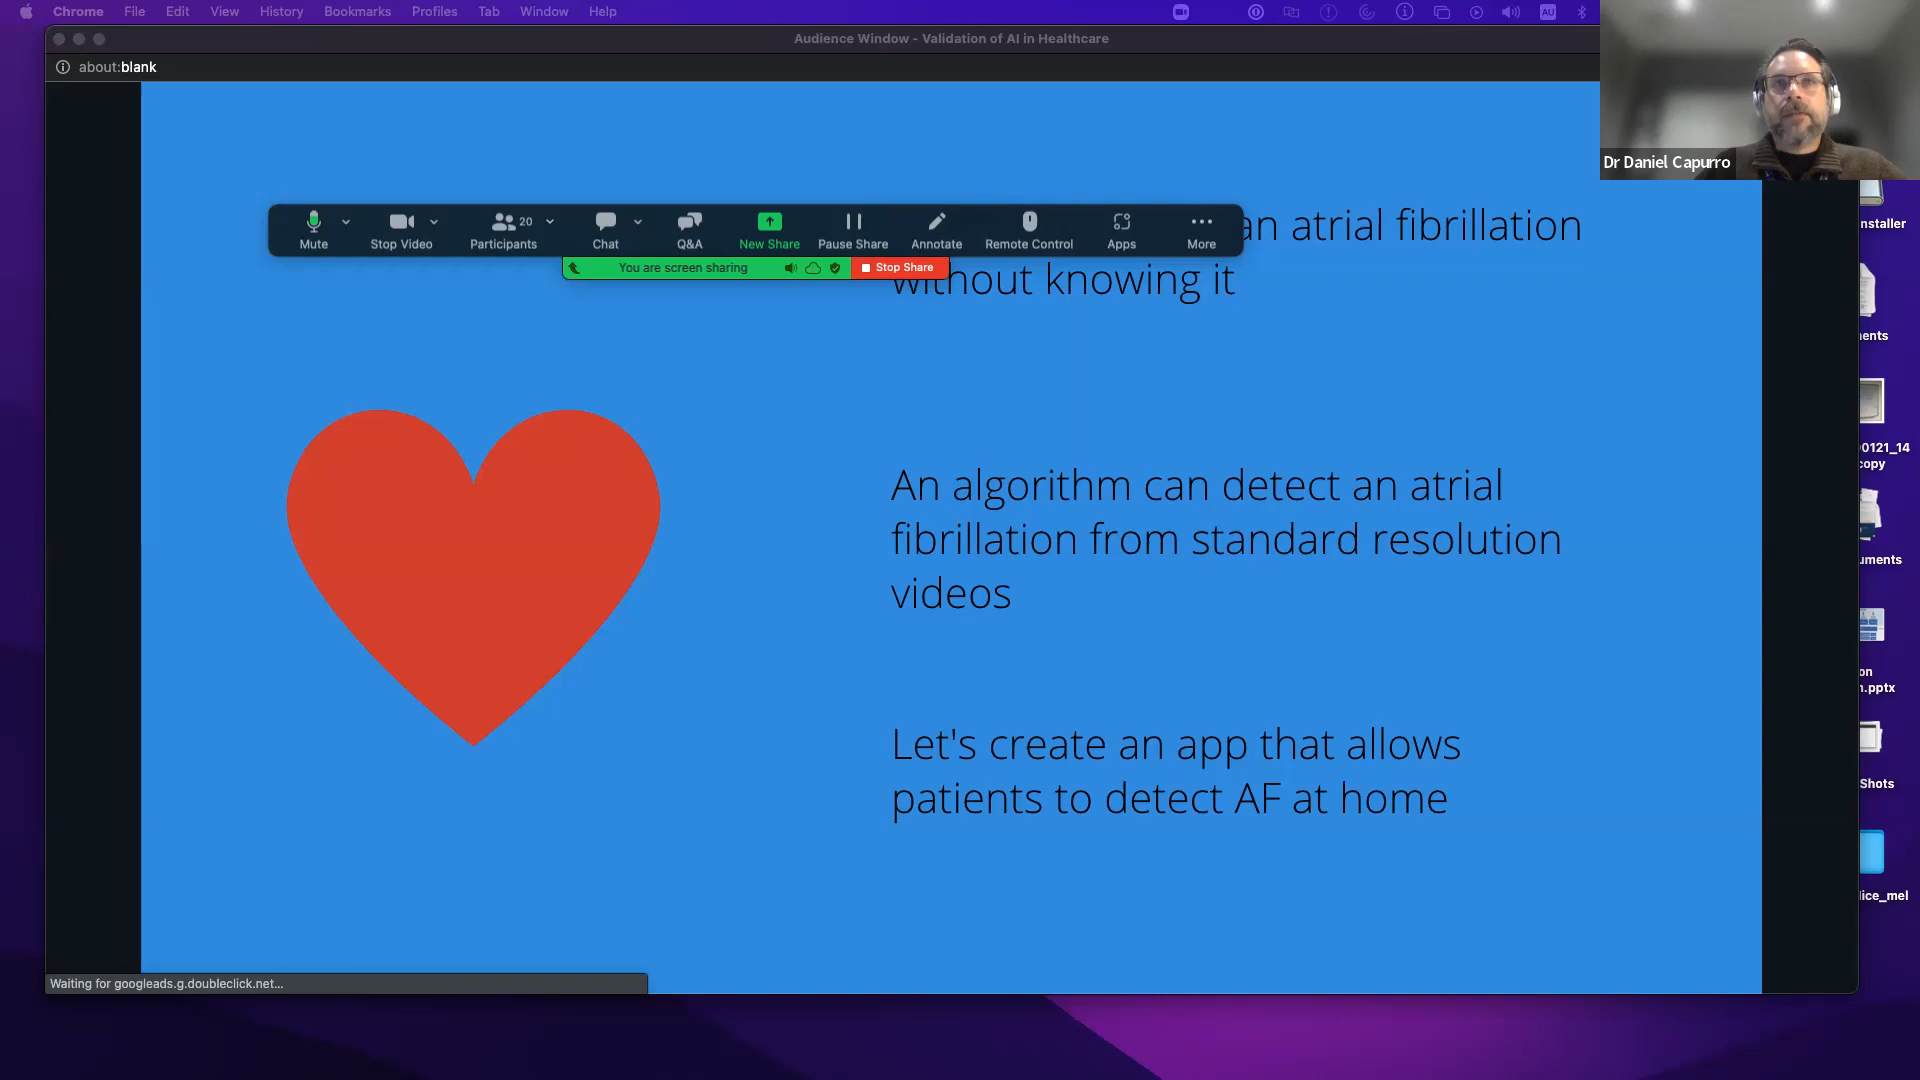 Chrome File Edit View History Bookmarks Profiles Tab Window Help
AU
Audience Window - Validation of AI in Healthcare
about:blank
Dr Daniel Capurro
nstaller
20
Mute Stop Video Participants Chat Q&A New Share Pause Share Annotate Remote Control Apps More
an atrial fibrillation
You are screen sharing Stop Share
without knowing it
ents
0121_14
copy
An algorithm can detect an atrial
fibrillation from standard resolution
videos
uments
on
n.pptx
Let's create an app that allows
patients to detect AF at home
Shots
lice_mel
Waiting for googleads.g.doubleclick.net...